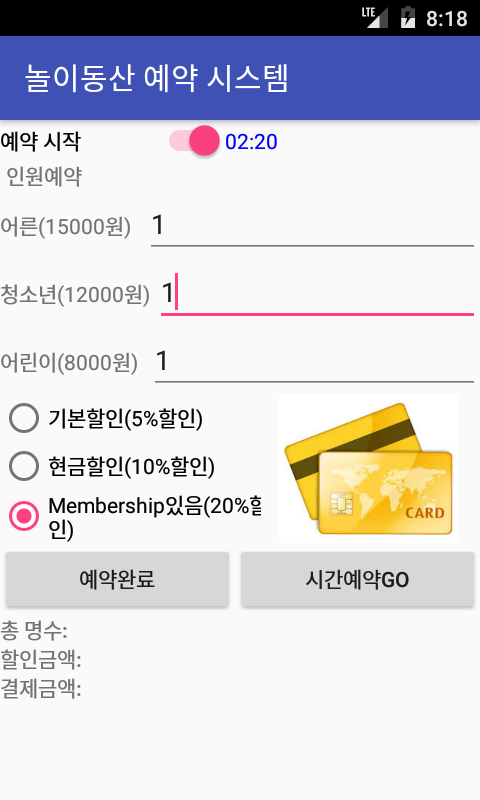 LTE 8:18
놀이동산 예약 시스템
예약 시작 02:20
인원예약
어른(15000원) 1
청소년(12000원) 1
어린이(8000원) 1
기본할인(5%할인)
현금할인(10%할인)
Membership있음(20%할
인)
CARD
예약완료 시간예약GO
총 명수:
할인금액:
결제금액: